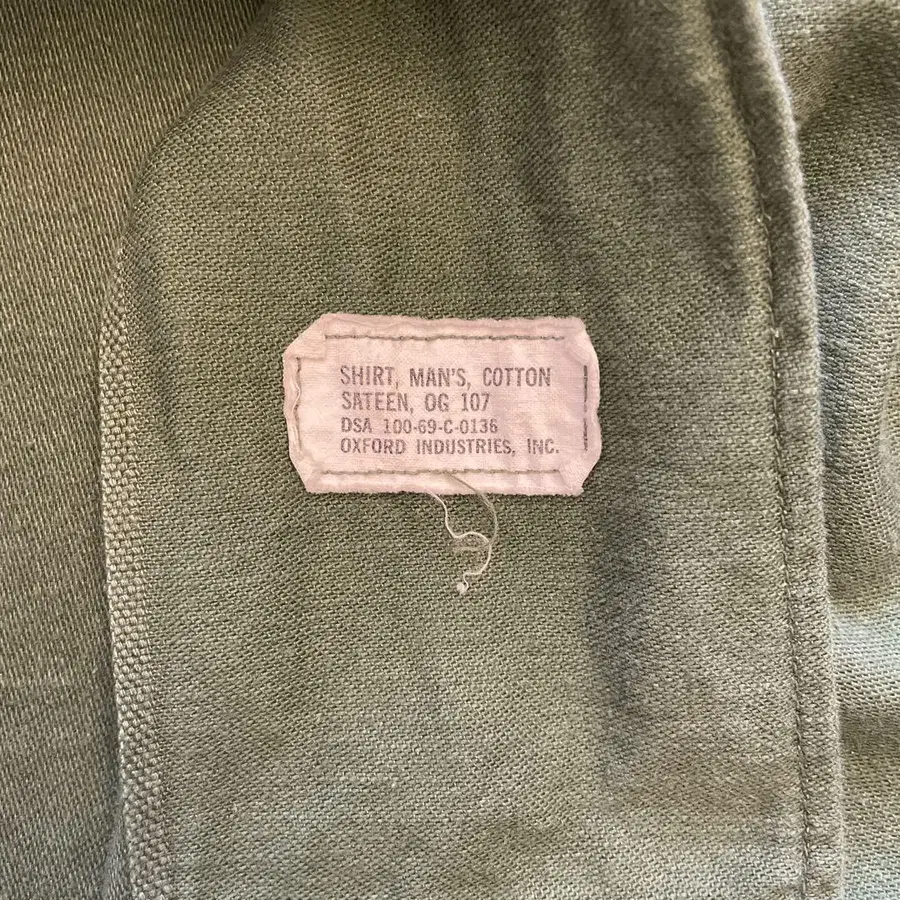 SHIRT, MAN'S, COTTON
SATEEN, OG 107
DSA 100-69-C-0136
OXFORD INDUSTRIES, INC.